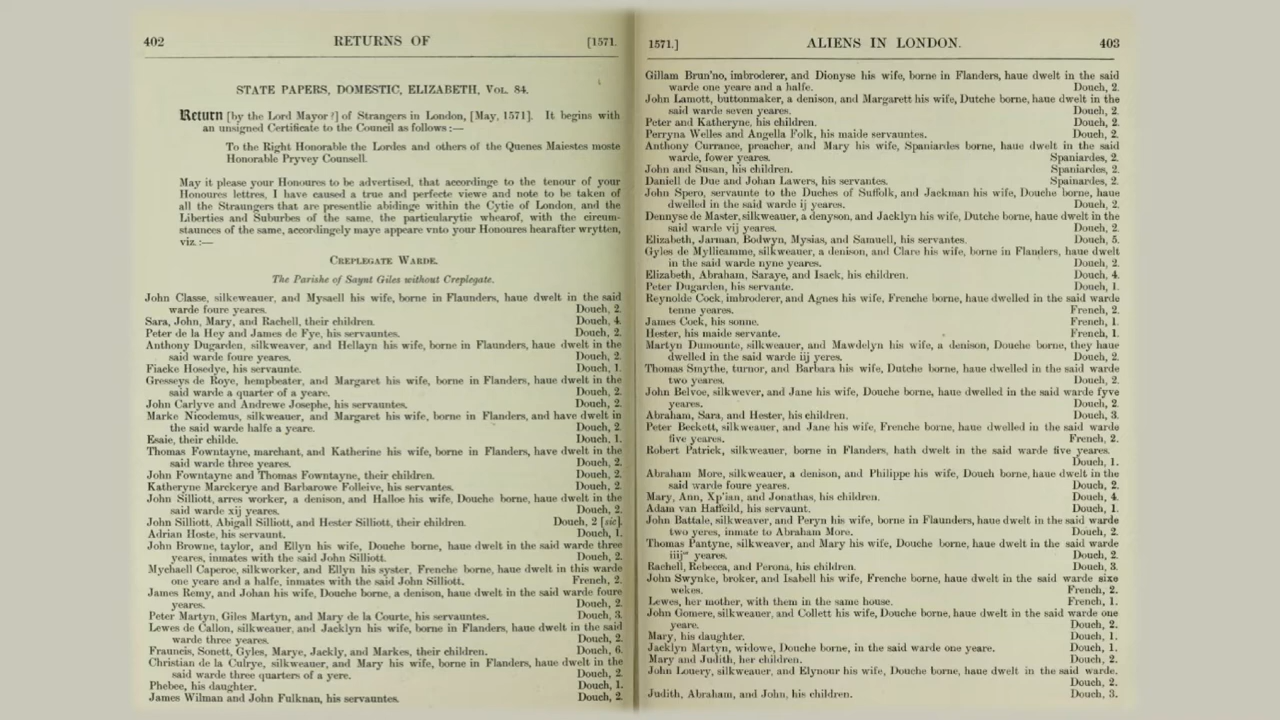 402 RETURNS OF [1571.
STATE PAPERS, DOMESTIC, ELIZABETH, VOL. 84.
Return [by the Lord Mayor?] of Strangers in London, [May, 1571]. It begins with
an unsigned Certificate to the Council as follows:—
To the Right Honorable the Lordes and others of the Quenes Maiestes moste
Honorable Pryvey Counsell.
May it please your Honoures to be advertised, that accordinge to the tenour of your
Honoures lettres, I have caused a true and perfecte viewe and note to be taken of
all the Straungers that are presentlie abidinge within the Cytie of London, and the
Liberties and Suburbes of the same, the particularytie whearof, with the circum-
staunces of the same, accordingely maye appeare vnto your Honoures hearafter wrytten,
viz.:—
CREPLEGATE WARDE.
The Parishe of Saynt Giles without Creplegate.
John Classe, silkeweauer, and Mysaell his wife, borne in Flaunders, haue dwelt in the said
warde foure yeares. Douch, 2.
Sara, John, Mary, and Rachell, their children. Douch, 4.
Peter de la Hey and James de Fye, his servauntes. Douch, 2.
Anthony Dugarden, silkweaver, and Hellayn his wife, borne in Flaunders, haue dwelt in the
said warde foure yeares. Douch, 2.
Fiacke Hosedye, his servaunte. Douch, 1.
Gresseys de Roye, hempbeater, and Margaret his wife, borne in Flanders, haue dwelt in the
said warde a quarter of a yeare. Douch, 2.
John Carlyve and Andrewe Josephe, his servauntes. Douch, 2.
Marke Nicodemus, silkweauer, and Margaret his wife, borne in Flanders, and have dwelt in
the said warde halfe a yeare. Douch, 2.
Esaie, their childe. Douch, 1.
Thomas Fowntayne, marchant, and Katherine his wife, borne in Flanders, have dwelt in the
said warde three yeares. Douch, 2.
John Fowntayne and Thomas Fowntayne, their children. Douch, 2.
Katheryne Marckerye and Barbarowe Folleive, his servantes. Douch, 2.
John Silliott, arres worker, a denison, and Halloe his wife, Douche borne, haue dwelt in the
said warde xij yeares. Douch, 2.
John Silliott, Abigall Silliott, and Hester Silliott, their children. Douch, 2 [sic].
Adrian Hoste, his servaunt. Douch, 1.
John Browne, taylor, and Ellyn his wife, Douche borne, haue dwelt in the said warde three
yeares, inmates with the said John Silliott. Douch, 2.
Mychaell Caperoe, silkworker, and Ellyn his syster, Frenche borne, haue dwelt in this warde
one yeare and a halfe, inmates with the said John Silliott. French, 2.
James Remy, and Johan his wife, Douche borne, a denison, haue dwelt in the said warde foure
yeares. Douch, 2.
Peter Martyn, Giles Martyn, and Mary de la Courte, his servauntes. Douch, 3.
Lewes de Callon, silkweauer, and Jacklyn his wife, borne in Flanders, haue dwelt in the said
warde three yeares. Douch, 2.
Frauncis, Sonett, Gyles, Marye, Jackly, and Markes, their children. Douch, 6.
Christian de la Culrye, silkweauer, and Mary his wife, borne in Flanders, haue dwelt in the
said warde three quarters of a yere. Douch, 2.
Phebee, his daughter. Douch, 1.
James Wilman and John Fulknan, his servauntes. Douch, 2.
1571.] ALIENS IN LONDON. 403
Gillam Brun'no, imbroderer, and Dionyse his wife, borne in Flanders, haue dwelt in the said
warde one yeare and a halfe. Douch, 2.
John Lamott, buttonmaker, a denison, and Margarett his wife, Dutche borne, haue dwelt in the
said warde seven yeares. Douch, 2.
Peter and Katheryne, his children. Douch, 2.
Perryna Welles and Angella Folk, his maide servauntes. Douch, 2.
Anthony Currance, preacher, and Mary his wife, Spaniardes borne, haue dwelt in the said
warde, fower yeares. Spaniardes, 2.
John and Susan, his children. Spaniardes, 2.
Daniell de Due and Johan Lawers, his servantes. Spainardes, 2.
John Spero, servaunte to the Duches of Suffolk, and Jackman his wife, Douche borne, haue
dwelled in the said warde ij yeares. Douch, 2.
Dennyse de Master, silkweauer, a denyson, and Jacklyn his wife, Dutche borne, haue dwelt in the
said warde vij yeares. Douch, 2.
Elizabeth, Jarman, Bodwyn, Mysias, and Samuell, his servantes. Douch, 5.
Gyles de Myllicamme, silkweauer, a denison, and Clare his wife, borne in Flanders, haue dwelt
in the said warde nyne yeares. Douch, 2.
Elizabeth, Abraham, Saraye, and Isack, his children. Douch, 4.
Peter Dugarden, his servante. Douch, 1.
Reynolde Cock, imbroderer, and Agnes his wife, Frenche borne, haue dwelled in the said warde
tenne yeares. French, 2.
James Cock, his sonne. French, 1.
Hester, his maide servante. French, 1.
Martyn Dumounte, silkweauer, and Mawdelyn his wife, a denison, Douche borne, they haue
dwelled in the said warde iij yeres. Douch, 2.
Thomas Smythe, turnor, and Barbara his wife, Dutche borne, haue dwelled in the said warde
two yeares. Douch, 2.
John Belvoe, silkwever, and Jane his wife, Douche borne, haue dwelled in the said warde fyve
yeares. Douch, 2.
Abraham, Sara, and Hester, his children. Douch, 3.
Peter Beckett, silkweauer, and Jane his wife, Frenche borne, haue dwelled in the said warde
five yeares. French, 2.
Robert Patrick, silkweauer, borne in Flanders, hath dwelt in the said warde five yeares.
Douch, 1.
Abraham More, silkweauer, a denison, and Philippe his wife, Douch borne, haue dwelt in the
said warde foure yeares. Douch, 2.
Mary, Ann, Xp'ian, and Jonathas, his children. Douch, 4.
Adam van Haffeild, his servaunt. Douch, 1.
John Battale, silkweaver, and Peryn his wife, borne in Flaunders, haue dwelt in the said warde
two yeres, inmate to Abraham More. Douch, 2.
Thomas Pantyne, silkweaver, and Mary his wife, Douche borne, haue dwelt in the said warde
iiijor yeares. Douch, 2.
Rachell, Rebecca, and Perona, his children. Douch, 3.
John Swynke, broker, and Isabell his wife, Frenche borne, haue dwelt in the said warde sixe
wekes. French, 2.
Lewes, her mother, with them in the same house. French, 1.
John Gomere, silkweauer, and Collett his wife, Douche borne, haue dwelt in the said warde one
yeare. Douch, 2.
Mary, his daughter. Douch, 1.
Jacklyn Martyn, widowe, Douche borne, in the said warde one yeare. Douch, 1.
Mary and Judith, her children. Douch, 2.
John Louery, silkweauer, and Elynour his wife, Douche borne, haue dwelt in the said warde.
Douch, 2.
Judith, Abraham, and John, his children. Douch, 3.